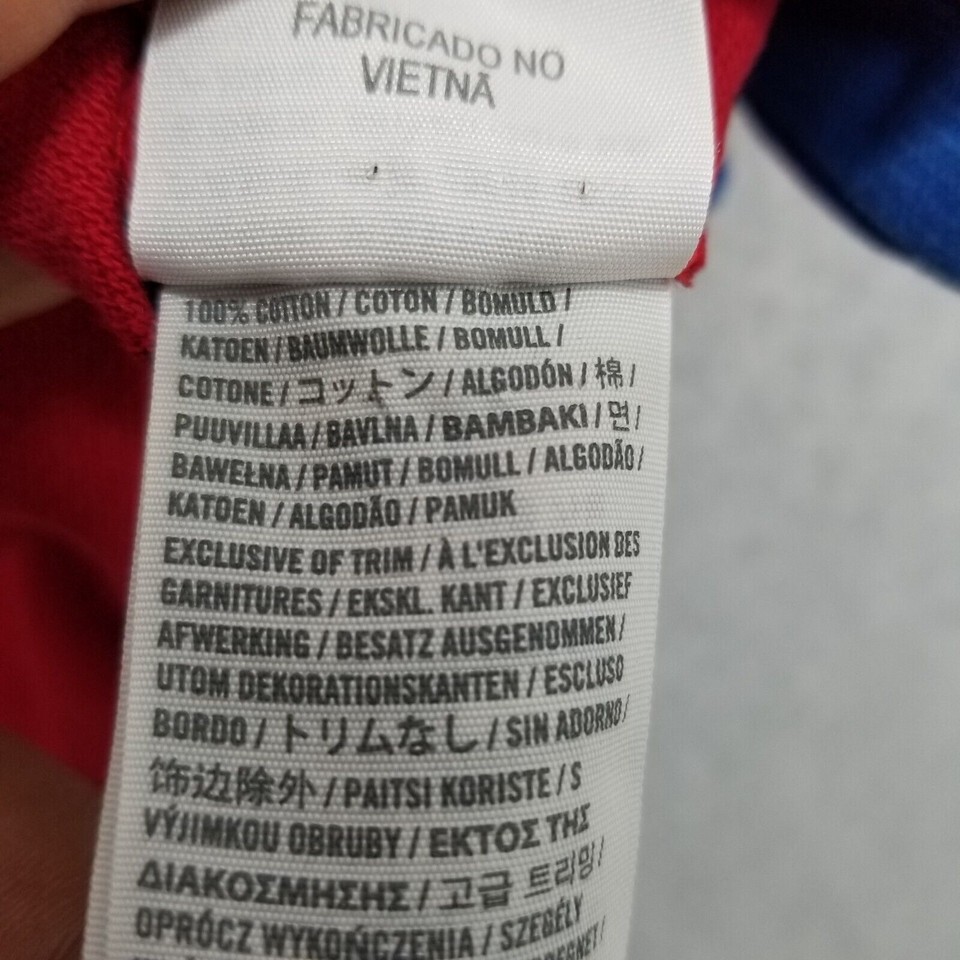 FABRICADO NO
VIETNÃ
100% COTTON / COTON / BOMULD /
KATOEN / BAUMWOLLE / BOMULL /
COTONE / コットン / ALGODÓN / 棉 /
PUUVILLAA / BAVLNA / BAMBAKI / 면 /
BAWEŁNA / PAMUT / BOMULL / ALGODÃO /
KATOEN / ALGODÃO / PAMUK
EXCLUSIVE OF TRIM / À L'EXCLUSION DES
GARNITURES / EKSKL. KANT / EXCLUSIEF
AFWERKING / BESATZ AUSGENOMMEN /
UTOM DEKORATIONSKANTEN / ESCLUSO
BORDO / トリムなし / SIN ADORNO /
饰边除外 / PAITSI KORISTE / S
VÝJIMKOU OBRUBY / ΕΚΤΟΣ ΤΗΣ
ΔΙΑΚΟΣΜΗΣΗΣ / 고급 트리밍 /
OPRÓCZ WYKOŃCZENIA / SZEGÉLY